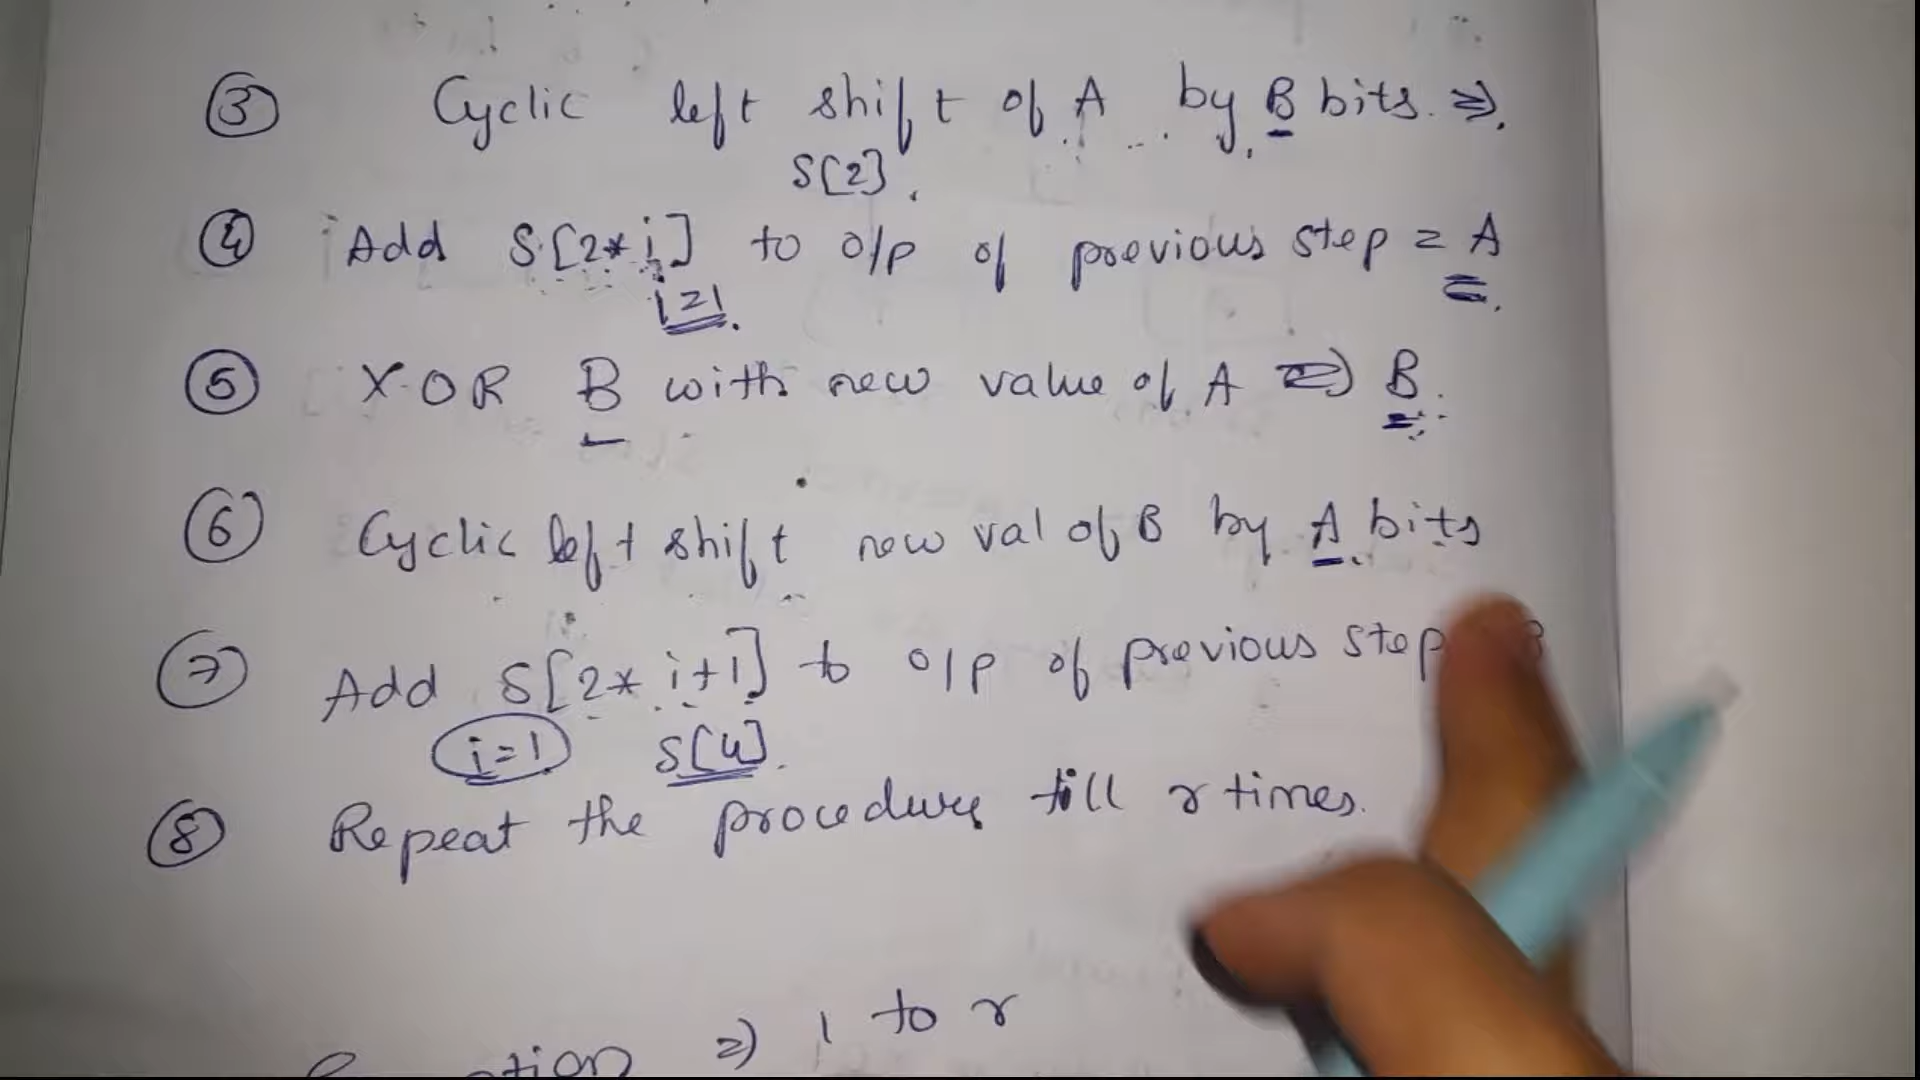 ③ Cyclic left shift of A by B bits. ⇒
S[2]
④ Add S[2*i] to o/p of previous step = A
i=1
⑤ X-OR B with new value of A ⇒ B.
⑥ Cyclic left shift new val of B by A bits
⑦ Add S[2*i+1] to o/p of previous step B
i=1 S[4]
⑧ Repeat the procedure till r times.
⇒ 1 to r